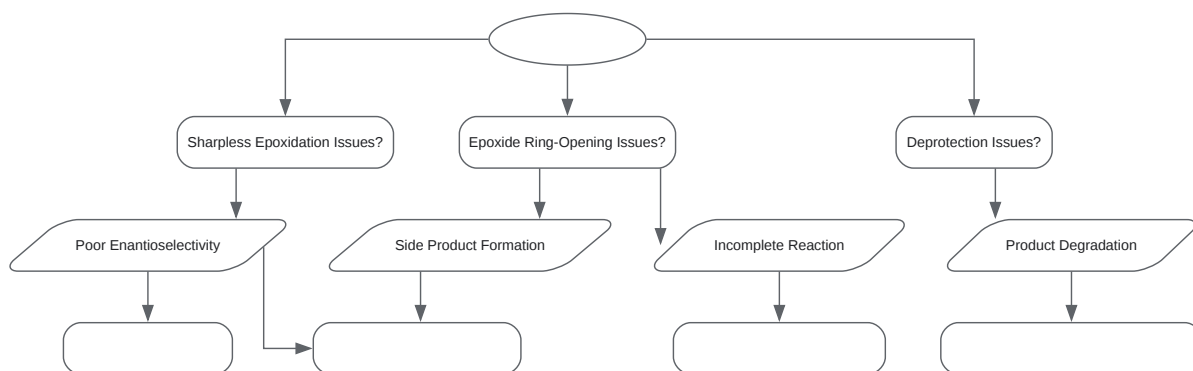 Sharpless Epoxidation Issues?
Epoxide Ring-Opening Issues?
Deprotection Issues?
Poor Enantioselectivity
Side Product Formation
Incomplete Reaction
Product Degradation